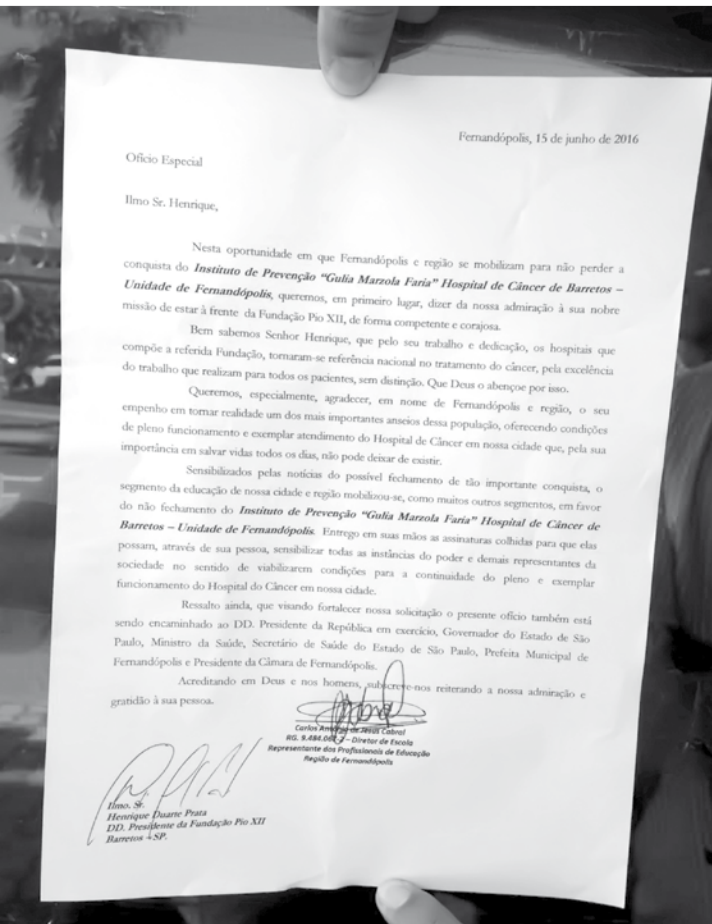 Fernandópolis, 15 de junho de 2016
Oficio Especial
Ilmo Sr. Henrique,
Nesta oportunidade em que Fernandópolis e região se mobilizam para não perder a
conquista do Instituto de Prevenção “Gulia Marzola Faria” Hospital de Câncer de Barretos –
Unidade de Fernandópolis, queremos, em primeiro lugar, dizer da nossa admiração à sua nobre
missão de estar à frente da Fundação Pio XII, de forma competente e corajosa.
Bem sabemos Senhor Henrique, que pelo seu trabalho e dedicação, os hospitais que
compõe a referida Fundação, tornaram-se referência nacional no tratamento do câncer, pela excelência
do trabalho que realizam para todos os pacientes, sem distinção. Que Deus o abençoe por isso.
Queremos, especialmente, agradecer, em nome de Fernandópolis e região, o seu
empenho em tornar realidade um dos mais importantes anseios dessa população, oferecendo condições
de pleno funcionamento e exemplar atendimento do Hospital de Câncer em nossa cidade que, pela sua
importância em salvar vidas todos os dias, não pode deixar de existir.
Sensibilizados pelas notícias do possível fechamento de tão importante conquista, o
segmento da educação de nossa cidade e região mobilizou-se, como muitos outros segmentos, em favor
do não fechamento do Instituto de Prevenção “Gulia Marzola Faria” Hospital de Câncer de
Barretos – Unidade de Fernandópolis. Entrego em suas mãos as assinaturas colhidas para que elas
possam, através de sua pessoa, sensibilizar todas as instâncias do poder e demais representantes da
sociedade no sentido de viabilizarem condições para a continuidade do pleno e exemplar
funcionamento do Hospital do Câncer em nossa cidade.
Ressalto ainda, que visando fortalecer nossa solicitação o presente ofício também está
sendo encaminhado ao DD. Presidente da República em exercício, Governador do Estado de São
Paulo, Ministro da Saúde, Secretário de Saúde do Estado de São Paulo, Prefeita Municipal de
Fernandópolis e Presidente da Câmara de Fernandópolis.
Acreditando em Deus e nos homens, subscreve-nos reiterando a nossa admiração e
gratidão à sua pessoa.
Carlos Antônio de Jesus Cabral
RG. – Diretor de Escola
Representante dos Profissionais de Educação
Região de Fernandópolis
Ilmo. Sr.
Henrique Duarte Prata
DD. Presidente da Fundação Pio XII
Barretos – SP.